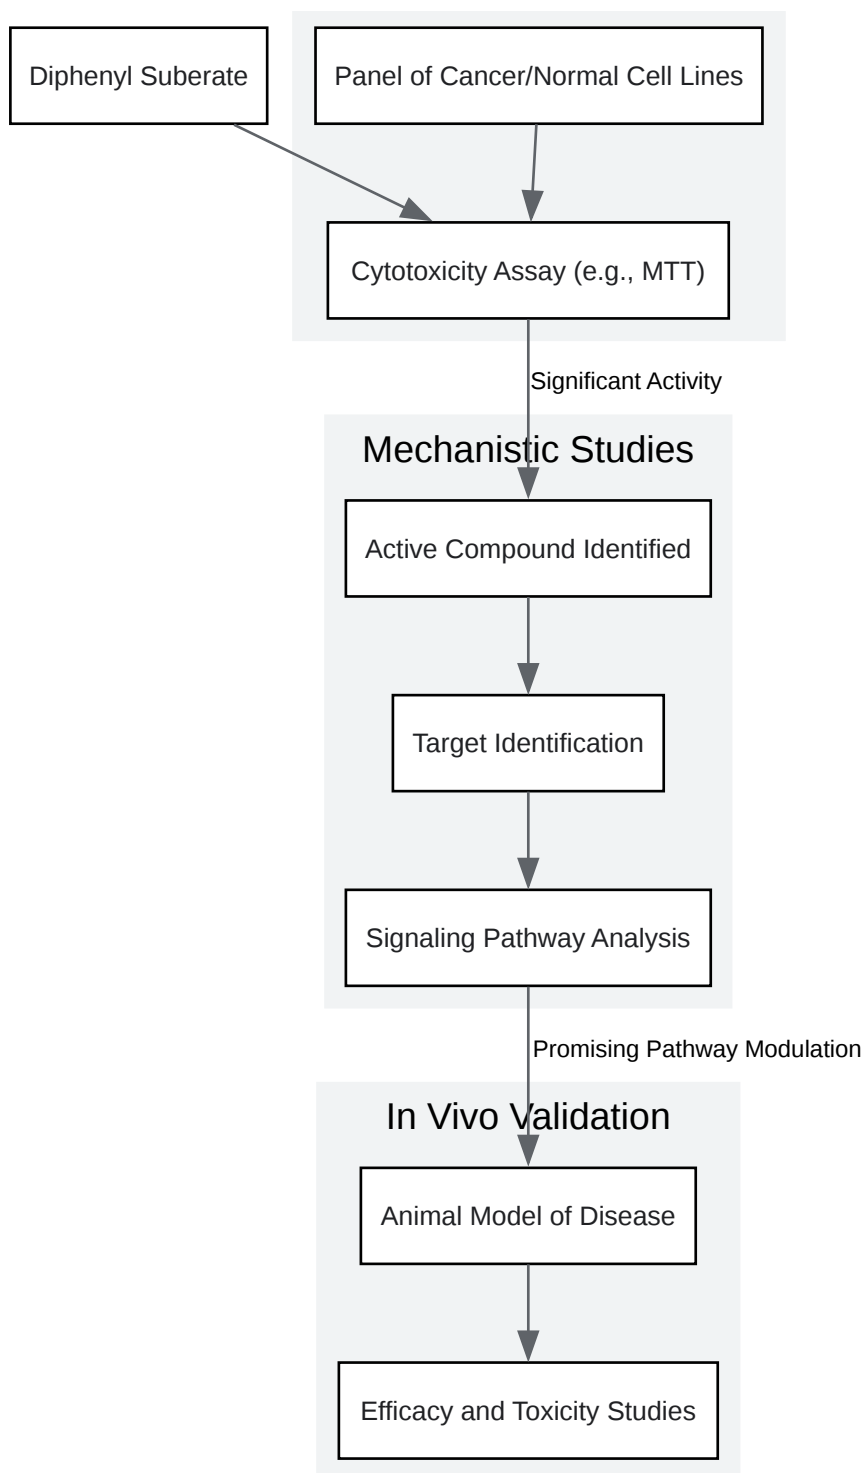 Diphenyl Suberate
Panel of Cancer/Normal Cell Lines
Cytotoxicity Assay (e.g., MTT)
Significant Activity
Mechanistic Studies
Active Compound Identified
Target Identification
Signaling Pathway Analysis
Promising Pathway Modulation
In Vivo Validation
Animal Model of Disease
Efficacy and Toxicity Studies